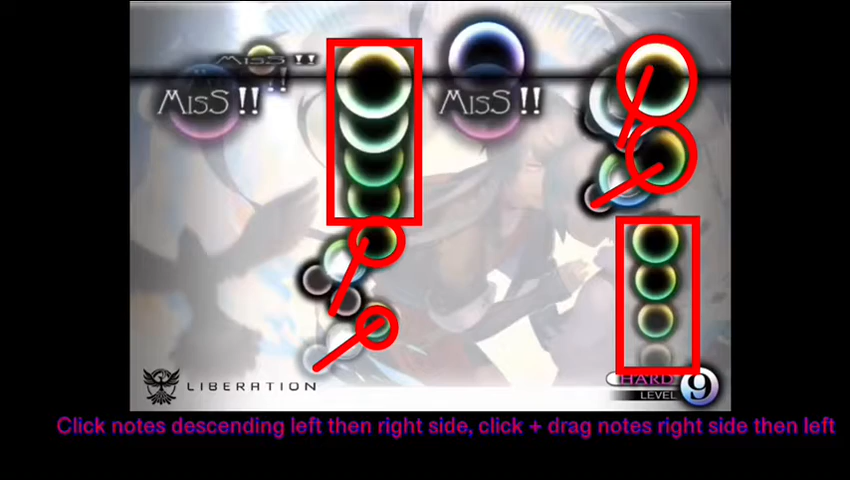 MISS !!
!!
MISS !!
MISS !!
LIBERATION
HARD
LEVEL 9
Click notes descending left then right side, click + drag notes right side then left